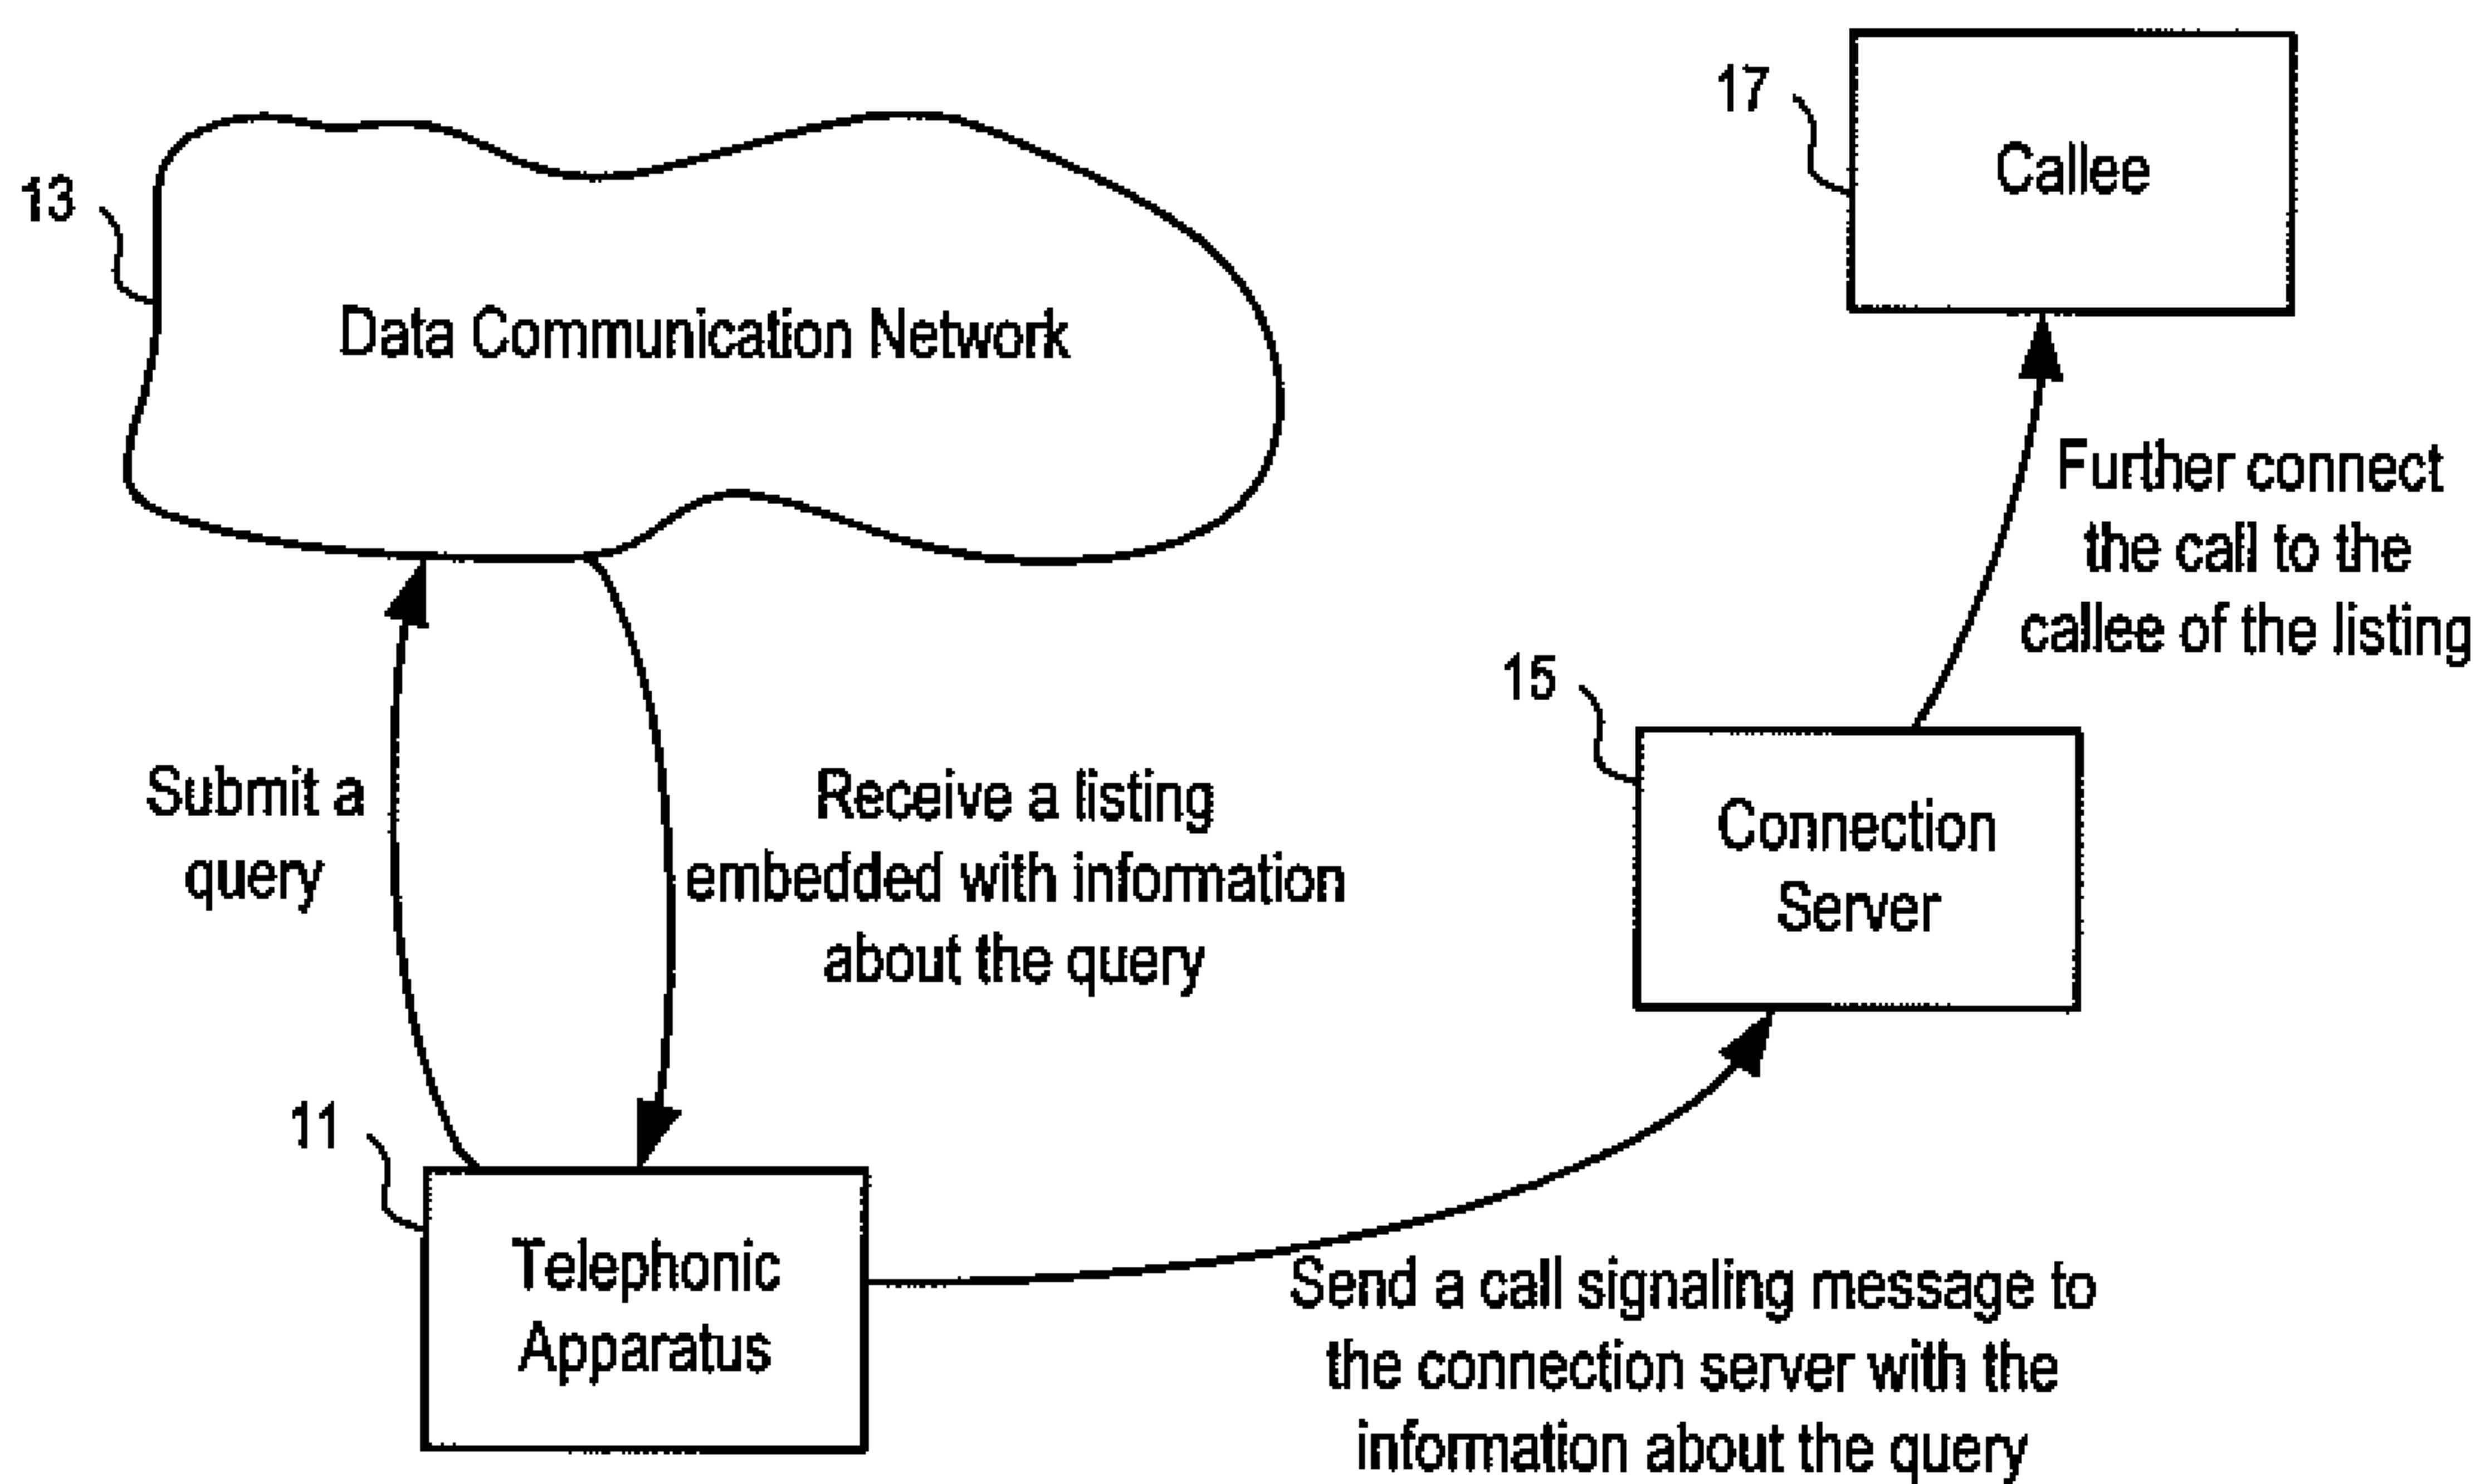 17
Callee
13
Data Communication Network
Further connect
the call to the
callee of the listing
15
Connection
Server
Submit a
query
Receive a listing
embedded with information
about the query
11
Telephonic
Apparatus
Send a call signaling message to
the connection server with the
information about the query